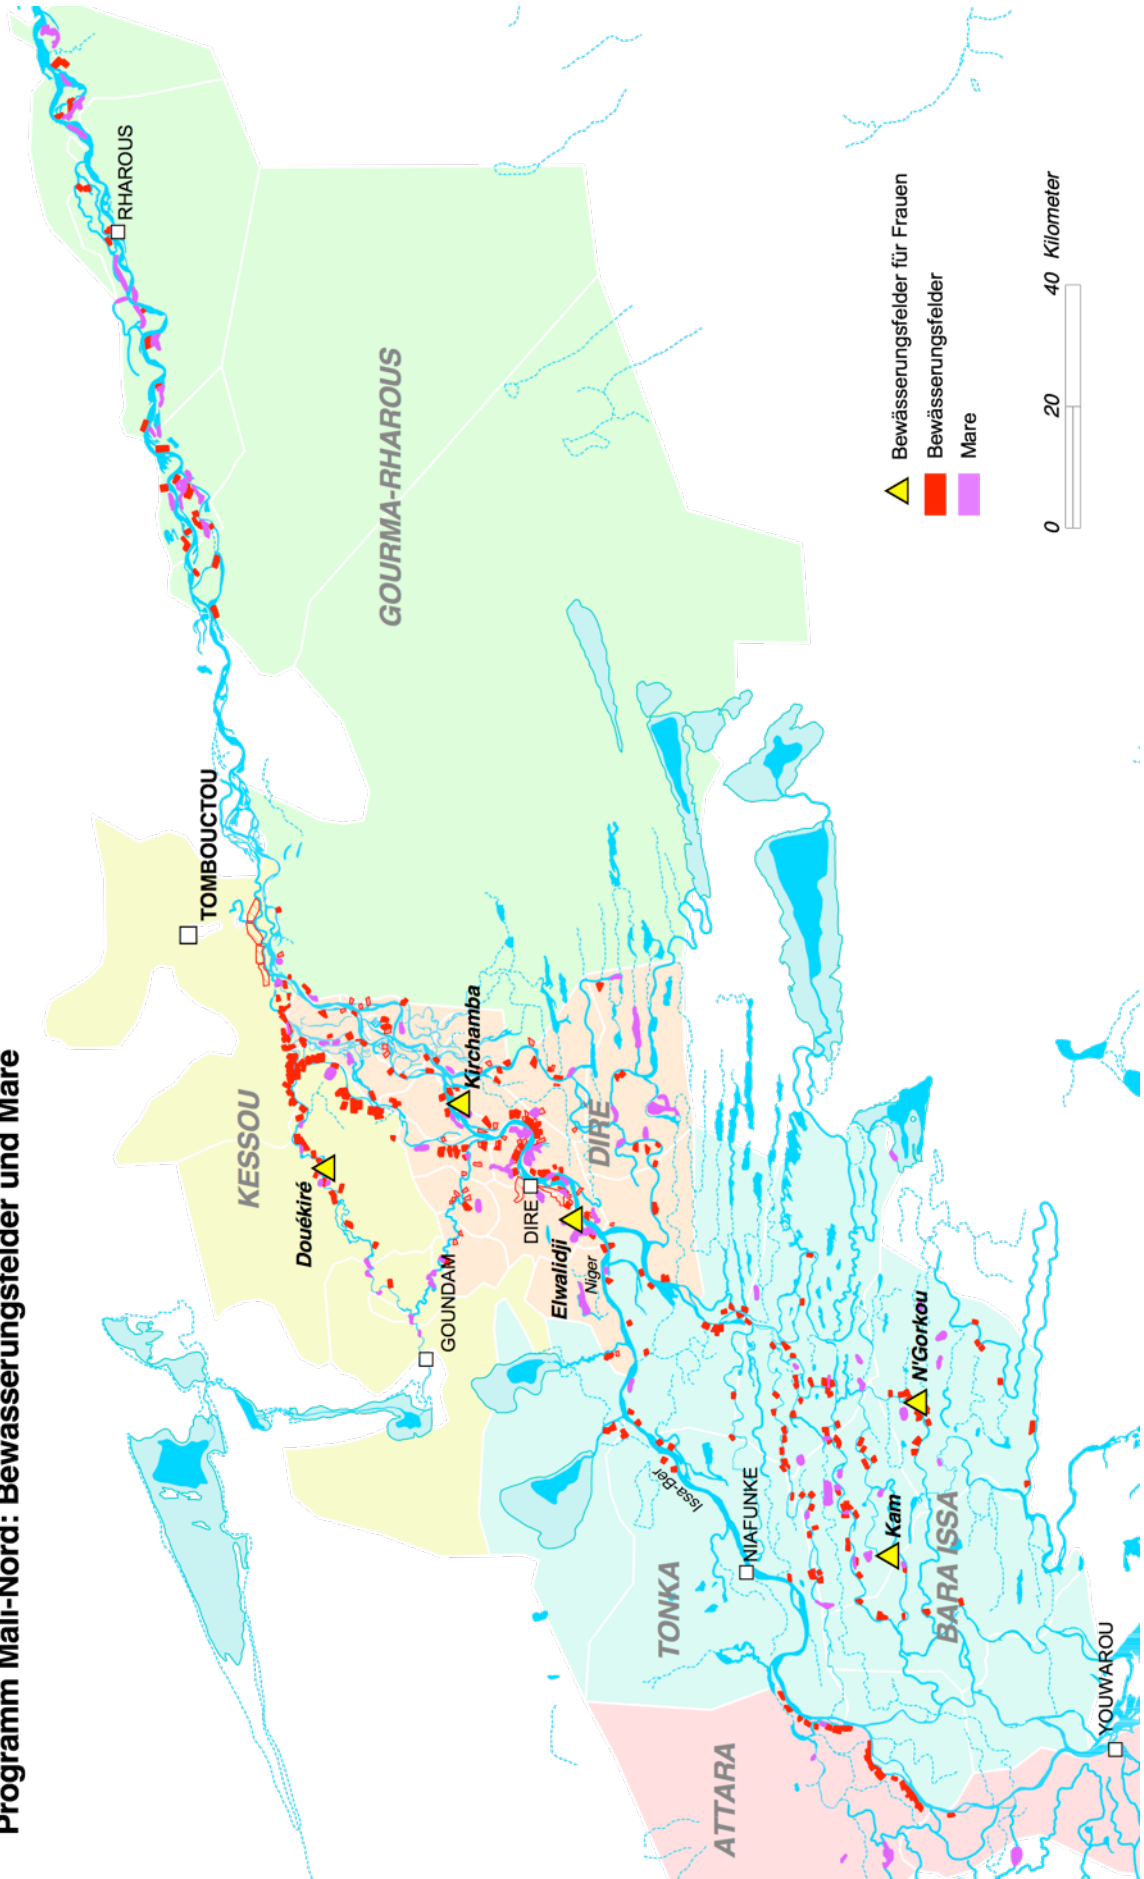 Programm Mali-Nord: Bewässerungsfelder und Mare
RHAROUS
GOURMA-RHAROUS
TOMBOUCTOU
KESSOU
Douékiré
Kirchamba
DIRE
DIRE
Elwalidji
Niger
GOUNDAM
Issa-Ber
NIAFUNKE
TONKA
N'Gorkou
Kam
BARA ISSA
ATTARA
YOUWAROU
Bewässerungsfelder für Frauen
Bewässerungsfelder
Mare
0 20 40 Kilometer